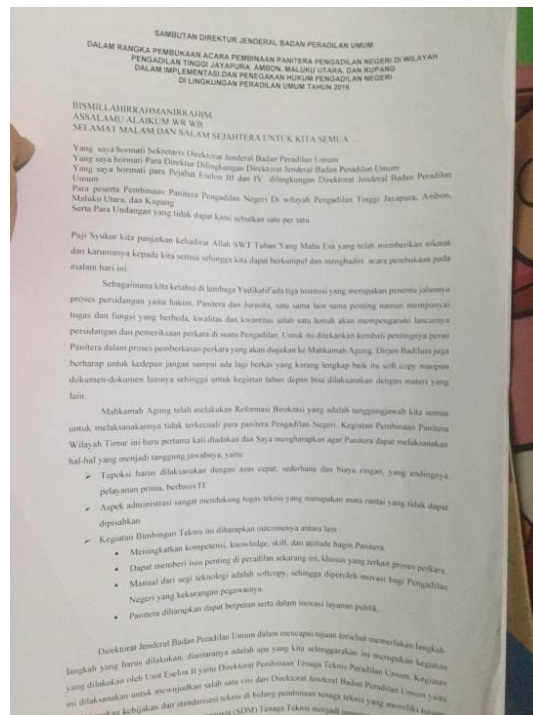 SAMBUTAN DIREKTUR JENDERAL BADAN PERADILAN UMUM
DALAM RANGKA PEMBUKAAN ACARA PEMBINAAN PANITERA PENGADILAN NEGERI DI WILAYAH
PENGADILAN TINGGI JAYAPURA, AMBON, MALUKU UTARA, DAN KUPANG
DALAM IMPLEMENTASI DAN PENEGAKAN HUKUM PENGADILAN NEGERI
DI LINGKUNGAN PERADILAN UMUM TAHUN 2016
BISMILLAHIRRAHMANIRRAHIM,
ASSALAMU ALAIKUM WR WB,
SELAMAT MALAM DAN SALAM SEJAHTERA UNTUK KITA SEMUA
Yang saya hormati Sekretaris Direktorat Jenderal Badan Peradilan Umum
Yang saya hormati Para Direktur Dilingkungan Direktorat Jenderal Badan Peradilan Umum
Yang saya hormati para Pejabat Eselon III dan IV dilingkungan Direktorat Jenderal Badan Peradilan
Umum
Para peserta Pembinaan Panitera Pengadilan Negeri Di wilayah Pengadilan Tinggi Jayapura, Ambon,
Maluku Utara, dan Kupang
Serta Para Undangan yang tidak dapat kami sebutkan satu per satu
Puji Syukur kita panjatkan kehadirat Allah SWT Tuhan Yang Maha Esa yang telah memberikan nikmat
dan karunianya kepada kita semua sehingga kita dapat berkumpul dan menghadiri acara pembukaan pada
malam hari ini.
Sebagaimana kita ketahui di lembaga Yudikatif ada tiga institusi yang merupakan penentu jalannya
proses persidangan yaitu hakim, Panitera dan Jurusita, satu sama lain sama penting namun mempunyai
tugas dan fungsi yang berbeda, kwalitas dan kwantitas salah satu lemah akan mempengaruhi lancarnya
persidangan dan pemeriksaan perkara di suatu Pengadilan. Untuk itu ditekankan kembali pentingnya peran
Panitera dalam proses pemberkasan perkara yang akan diajukan ke Mahkamah Agung. Dirjen Badilum juga
berharap untuk kedepan jangan sampai ada lagi berkas yang kurang lengkap baik itu soft copy maupun
dokumen-dokumen lainnya sehingga untuk kegiatan tahun depan bisa dilaksanakan dengan materi yang
lain.
Mahkamah Agung telah melakukan Reformasi Birokrasi yang adalah tanggungjawab kita semua
untuk melaksanakannya tidak terkecuali para panitera Pengadilan Negeri. Kegiatan Pembinaan Panitera
Wilayah Timur ini baru pertama kali diadakan dan Saya mengharapkan agar Panitera dapat melaksanakan
hal-hal yang menjadi tanggung jawabnya, yaitu
➢ Tupoksi harus dilaksanakan dengan azas cepat, sederhana dan biaya ringan, yang endingnya
pelayanan prima, berbasis IT
➢ Aspek administrasi sangat mendukung tugas teknis yang merupakan mata rantai yang tidak dapat
dipisahkan
➢ Kegiatan Bimbingan Teknis ini diharapkan outcomenya antara lain
• Meningkatkan kompetensi, knowledge, skill, dan attitude bagin Panitera.
• Dapat memberi issu penting di peradilan sekarang ini, khusus yang terkait proses perkara.
• Manual dari segi teknologi adalah softcopy, sehingga diperoleh inovasi bagi Pengadilan
Negeri yang kekurangan pegawainya.
• Panitera diharapkan dapat berperan serta dalam inovasi layanan publik.
Direktorat Jenderal Badan Peradilan Umum dalam mencapai tujuan tersebut memerlukan langkah-
langkah yang harus dilakukan, diantaranya adalah apa yang kita selenggarakan ini merupakan kegiatan
yang dilakukan oleh Unit Eselon II yaitu Direktorat Pembinaan Tenaga Teknis Peradilan Umum. Kegiatan
ini dilaksanakan untuk mewujudkan salah satu visi dari Direktorat Jenderal Badan Peradilan Umum yaitu
kebijakan dan standarisasi teknis di bidang pembinaan tenaga teknis yang memiliki
(SDM) Tenaga Teknis menjadi